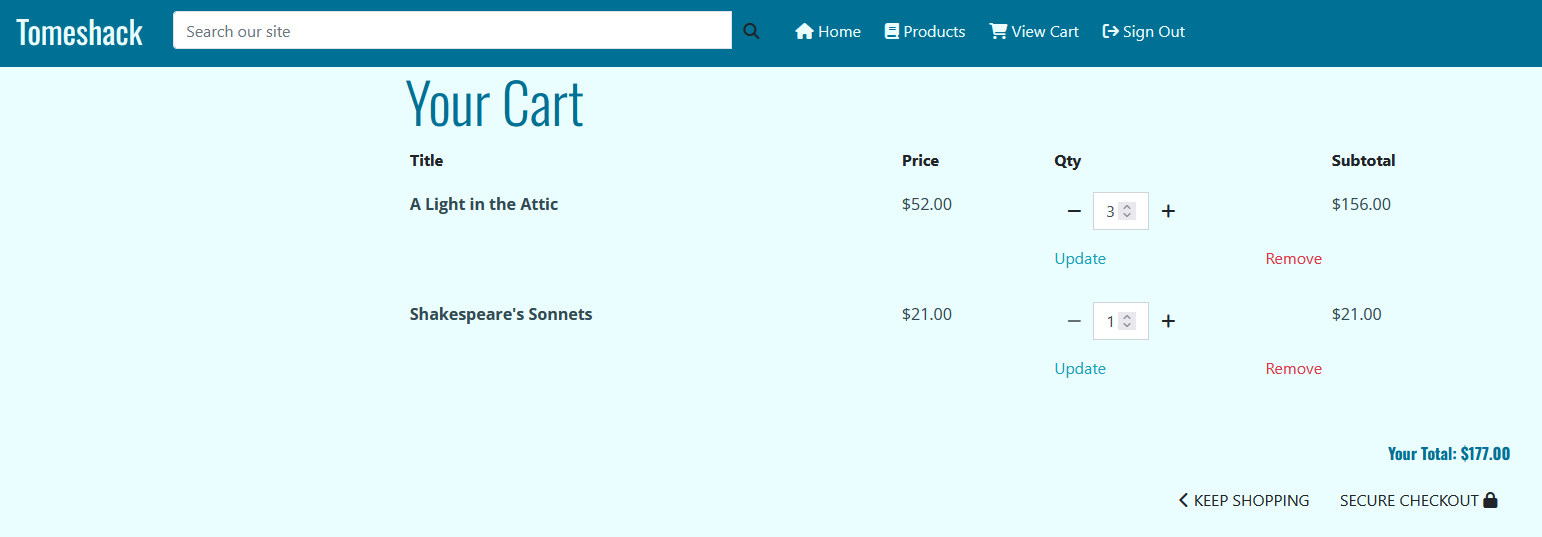 Tomeshack Search our site Home Products View Cart Sign Out
Your Cart
Title Price Qty Subtotal
A Light in the Attic $52.00 3 $156.00
Update Remove
Shakespeare's Sonnets $21.00 1 $21.00
Update Remove
Your Total: $177.00
KEEP SHOPPING SECURE CHECKOUT